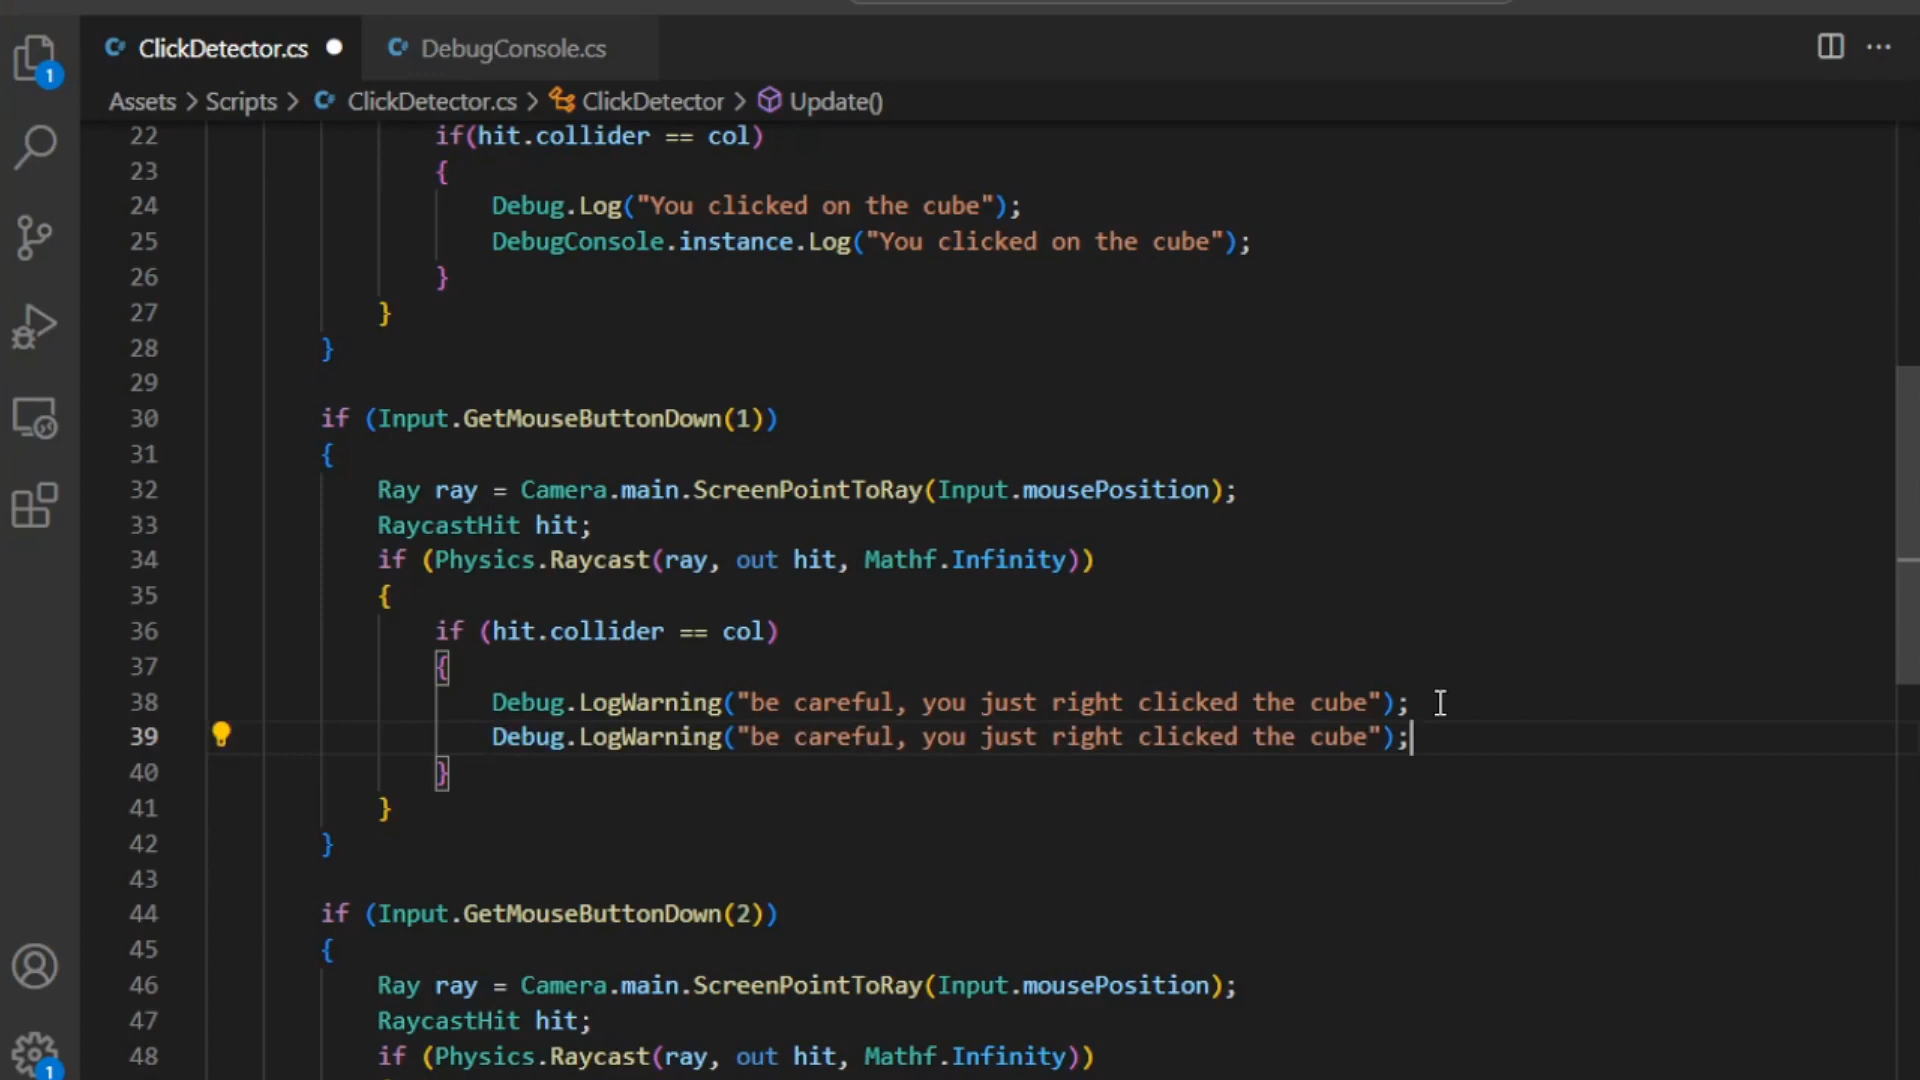 ClickDetector.cs DebugConsole.cs
Assets > Scripts > ClickDetector.cs > ClickDetector > Update()
22 if(hit.collider == col)
23 {
24 Debug.Log("You clicked on the cube");
25 DebugConsole.instance.Log("You clicked on the cube");
26 }
27 }
28 }
29
30 if (Input.GetMouseButtonDown(1))
31 {
32 Ray ray = Camera.main.ScreenPointToRay(Input.mousePosition);
33 RaycastHit hit;
34 if (Physics.Raycast(ray, out hit, Mathf.Infinity))
35 {
36 if (hit.collider == col)
37 {
38 Debug.LogWarning("be careful, you just right clicked the cube");
39 Debug.LogWarning("be careful, you just right clicked the cube");
40 }
41 }
42 }
43
44 if (Input.GetMouseButtonDown(2))
45 {
46 Ray ray = Camera.main.ScreenPointToRay(Input.mousePosition);
47 RaycastHit hit;
48 if (Physics.Raycast(ray, out hit, Mathf.Infinity))
1
1